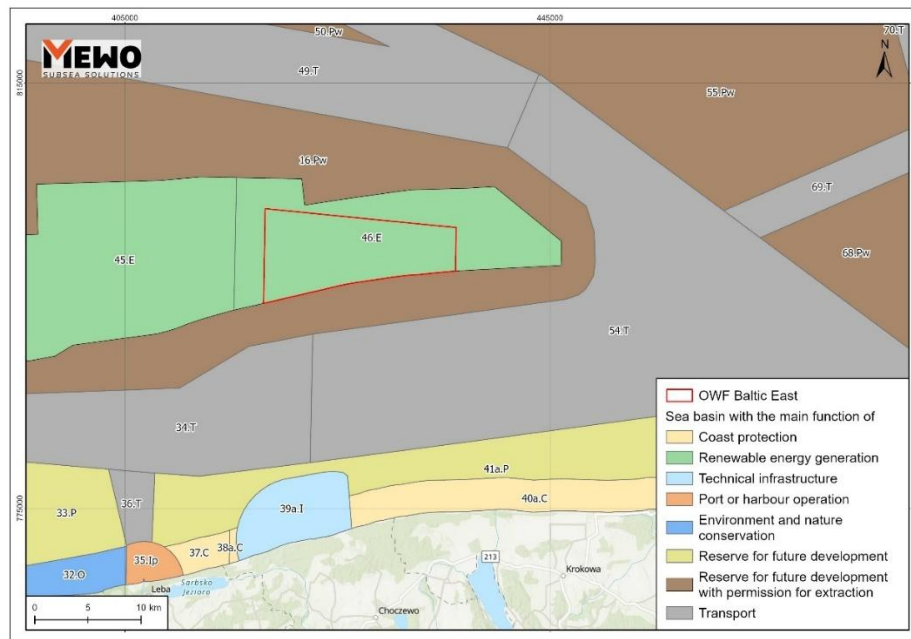 405000
445000
50.Pw
70.T
MEWO
SUBSEA SOLUTIONS
49.T
N
815000
55.Pw
16.Pw
69.T
46.E
45.E
68.Pw
54.T
OWF Baltic East
Sea basin with the main function of
Coast protection
Renewable energy generation
Technical infrastructure
Port or harbour operation
Environment and nature
conservation
Reserve for future development
Reserve for future development
with permission for extraction
Transport
34.T
41a.P
36.T
40a.C
33.P
39a.I
775000
38a.C
37.C
35.Ip
32.O
213
Łeba
Sarbsko
Jezioro
Krokowa
Choczewo
0 5 10 km